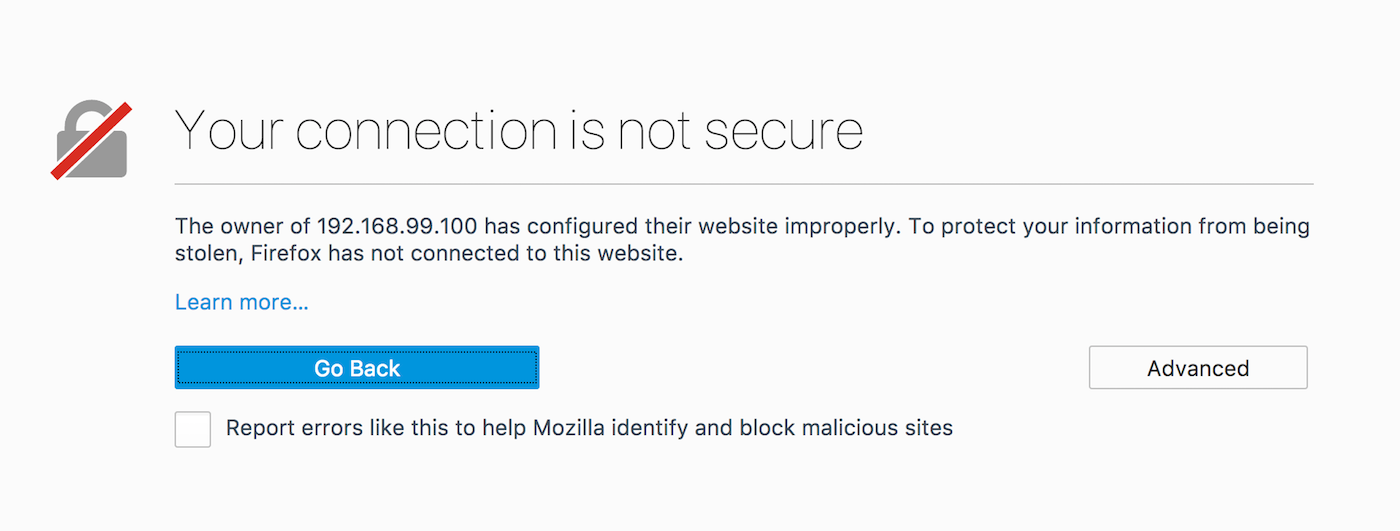 Your connection is not secure
The owner of 192.168.99.100 has configured their website improperly. To protect your information from being
stolen, Firefox has not connected to this website.
Learn more...
Go Back
Advanced
Report errors like this to help Mozilla identify and block malicious sites